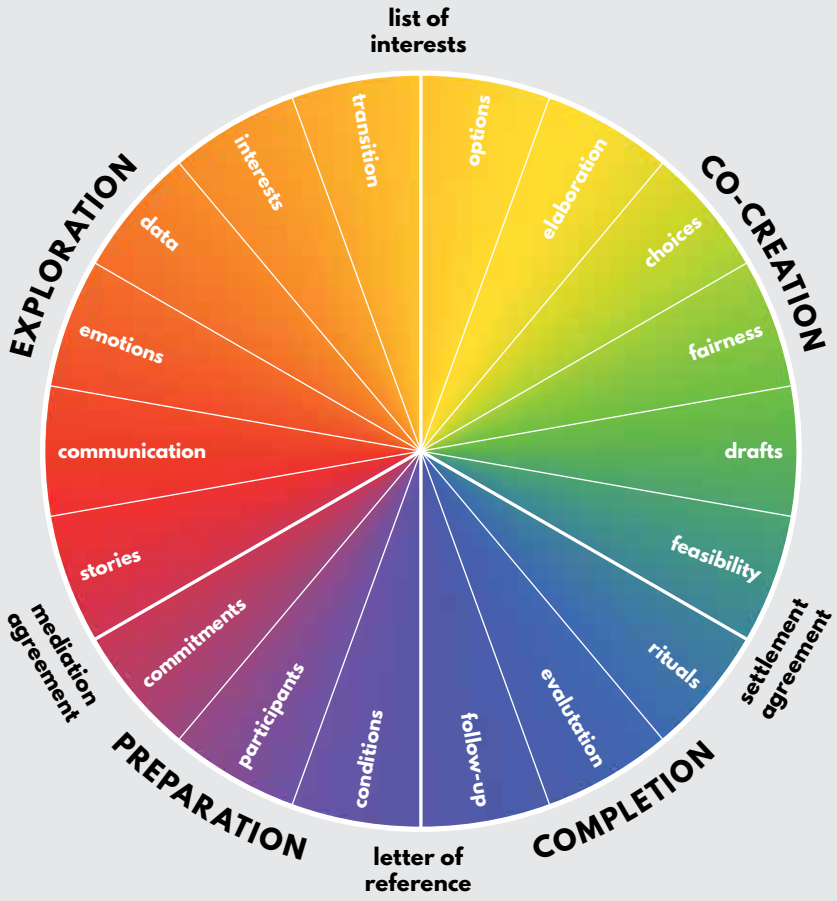 list of
interests
transition
options
interests
elaboration
EXPLORATION
CO-CREATION
data
choices
emotions
fairness
communication
drafts
stories
feasibility
mediation
agreement
settlement
agreement
commitments
rituals
participants
evalutation
conditions
follow-up
PREPARATION
COMPLETION
letter of
reference